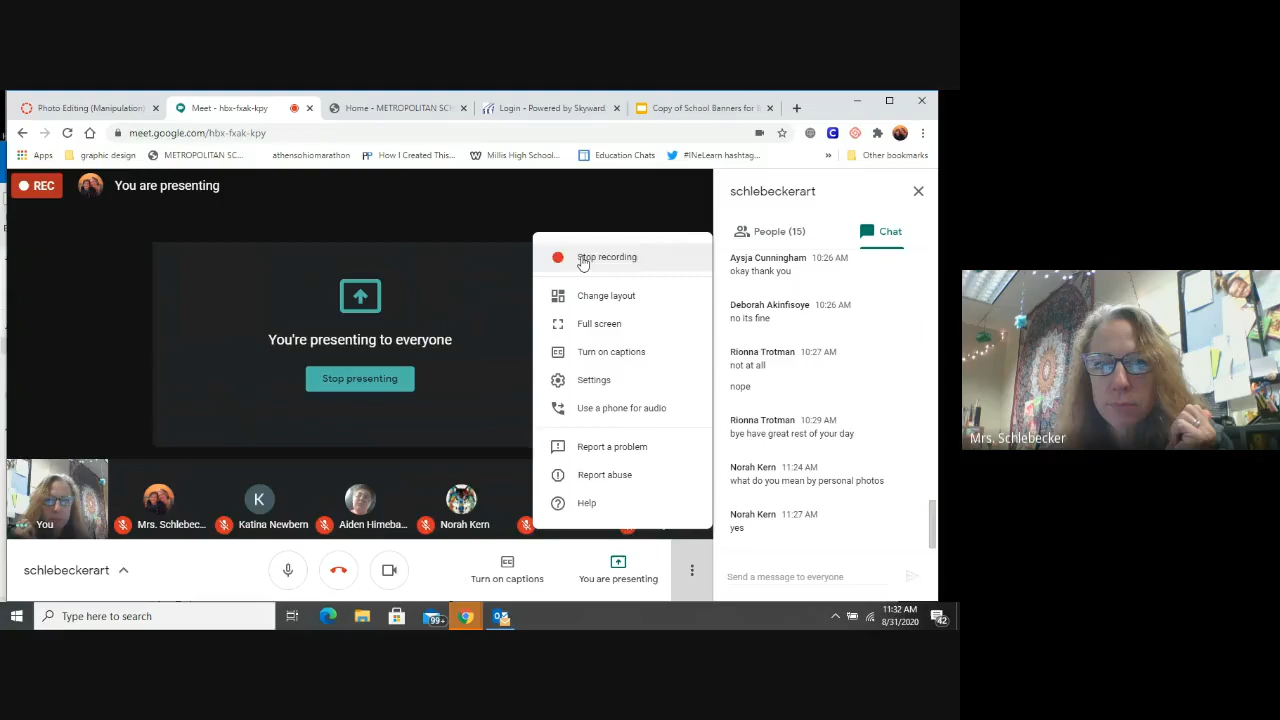 Photo Editing (Manipulation)
Meet - hbx-fxak-kpy
Home - METROPOLITAN SCH
Login - Powered by Skyward
Copy of School Banners for
meet.google.com/hbx-fxak-kpy
Apps
graphic design
METROPOLITAN SC...
athensohiomarathon
How I Created This...
Millis High School...
Education Chats
#INeLearn hashtag...
Other bookmarks
REC
You are presenting
You're presenting to everyone
Stop presenting
Stop recording
Change layout
Full screen
Turn on captions
Settings
Use a phone for audio
Report a problem
Report abuse
Help
You
Mrs. Schlebec...
Katina Newbern
Aiden Himeba...
Norah Kern
schlebeckerart
Turn on captions
You are presenting
schlebeckerart
People (15)
Chat
Aysja Cunningham 10:26 AM
okay thank you
Deborah Akinfisoye 10:26 AM
no its fine
Rionna Trotman 10:27 AM
not at all
nope
Rionna Trotman 10:29 AM
bye have great rest of your day
Norah Kern 11:24 AM
what do you mean by personal photos
Norah Kern 11:27 AM
yes
Send a message to everyone
Type here to search
99+
11:32 AM
8/31/2020
42
Mrs. Schlebecker